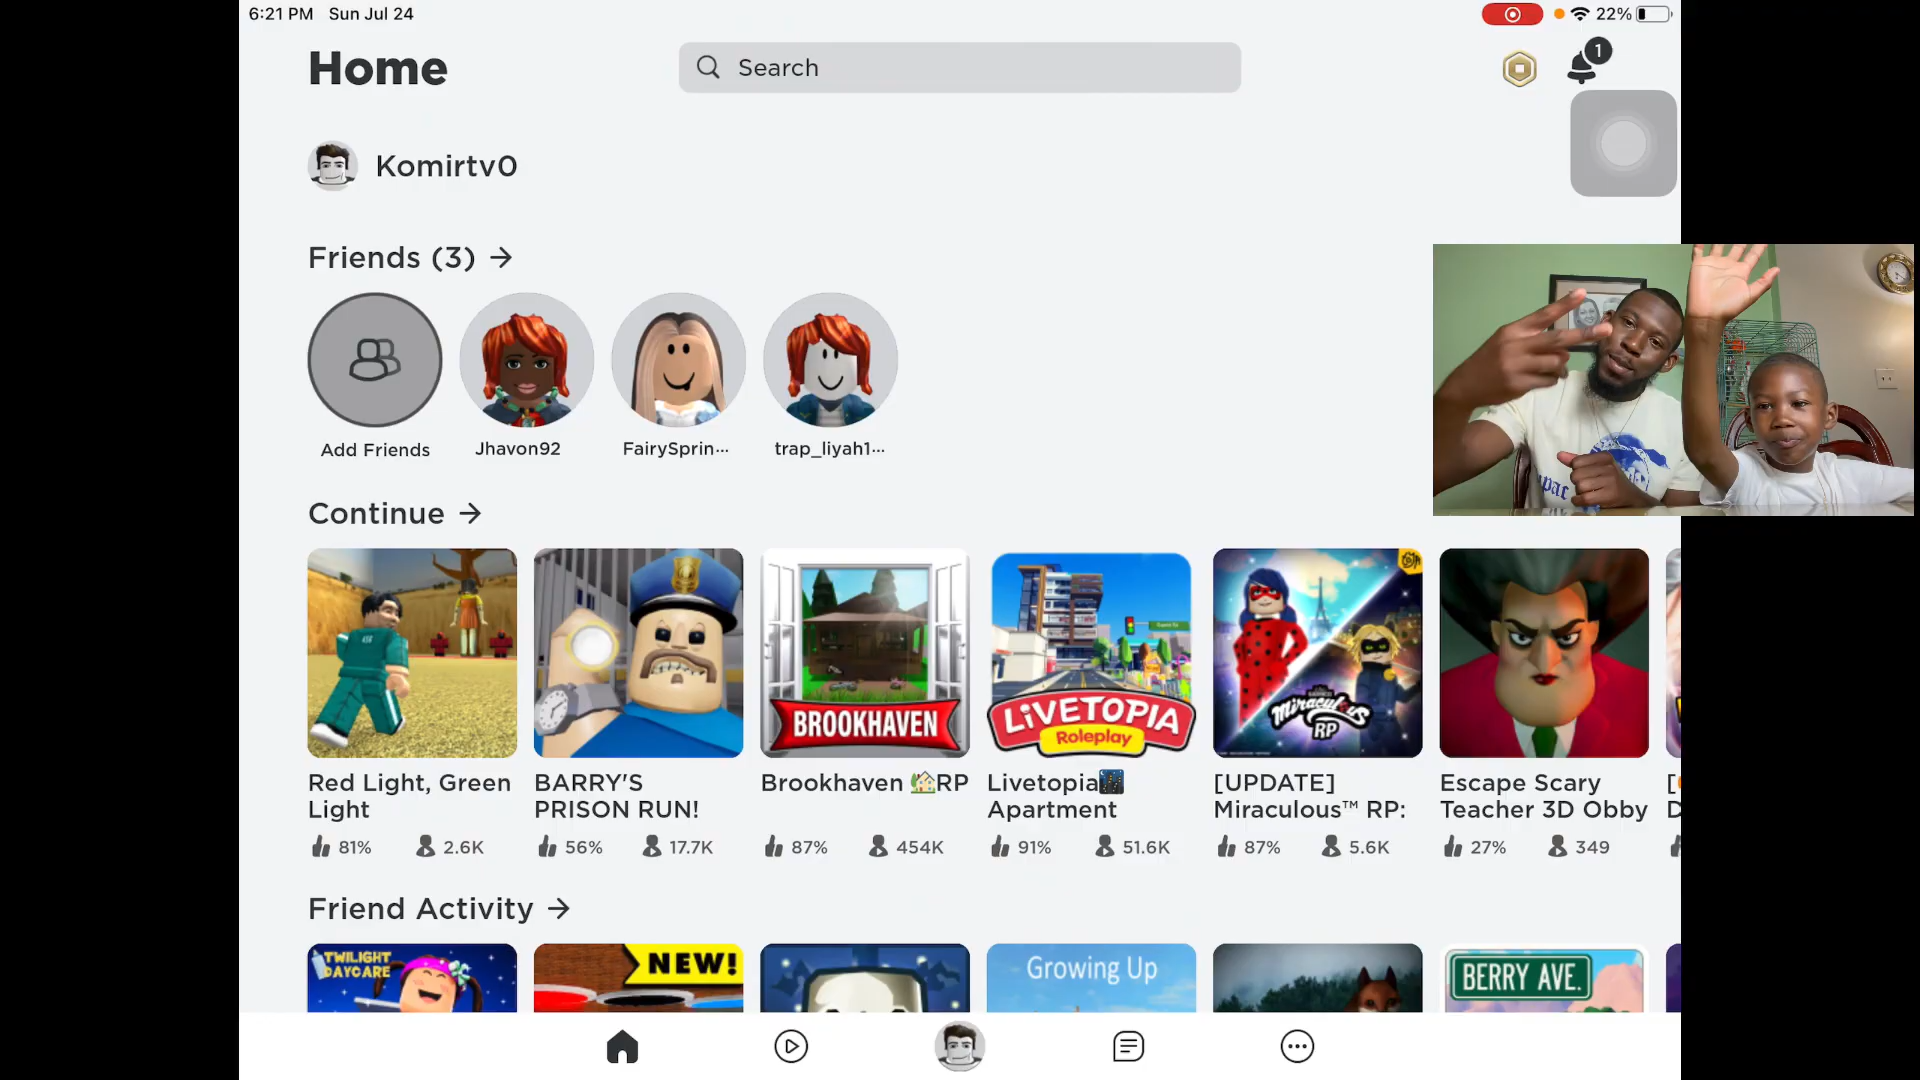 6:21 PM Sun Jul 24
22%
Home
Search
1
Komirtv0
Friends (3)
Add Friends
Jhavon92
FairySprin...
trap_liyah1...
Continue
BROOKHAVEN
LiVETOPIA
Roleplay
Miraculous
RP
Red Light, Green
Light
BARRY'S
PRISON RUN!
Brookhaven 🏡RP
Livetopia🌃
Apartment
[UPDATE]
Miraculous™ RP:
Escape Scary
Teacher 3D Obby
81% 2.6K
56% 17.7K
87% 454K
91% 51.6K
87% 5.6K
27% 349
Friend Activity
TWILIGHT
DAYCARE
NEW!
Growing Up
BERRY AVE.